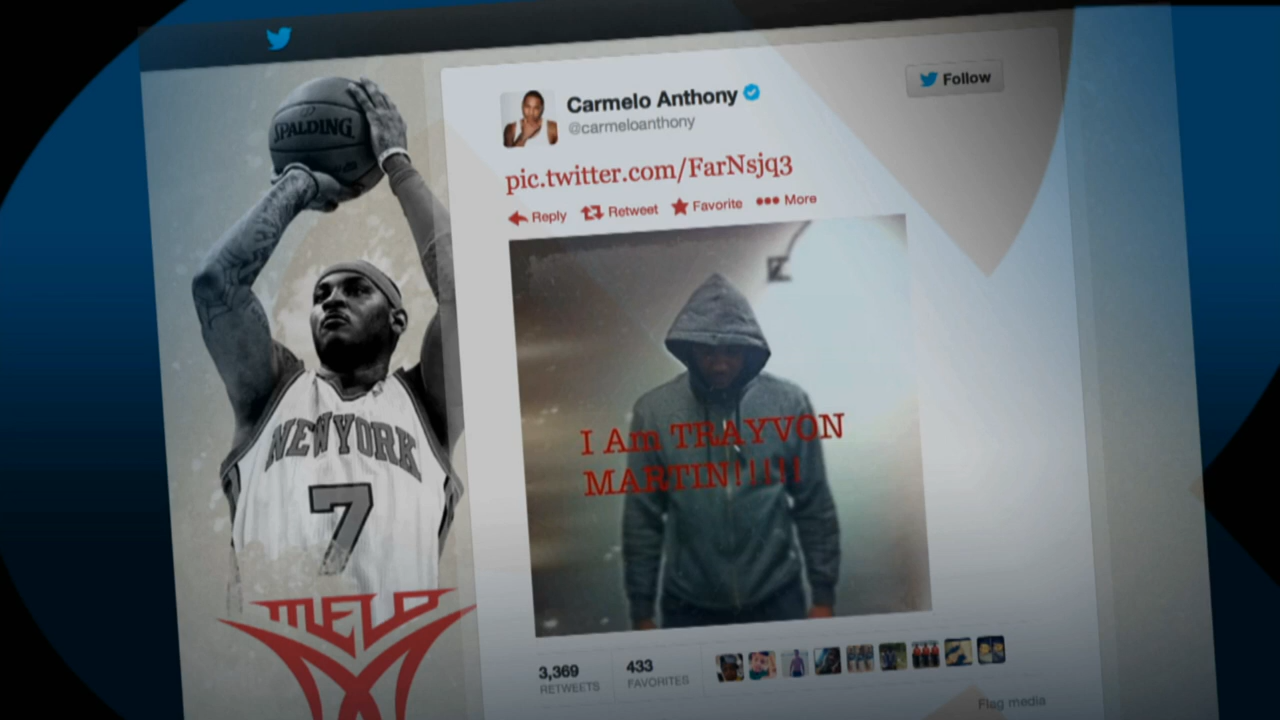 SPALDING
NEW YORK
7
MELO
Carmelo Anthony
@carmeloanthony
Follow
pic.twitter.com/FarNsjq3
Reply Retweet Favorite More
I Am TRAYVON
MARTIN!!!!!
3,369 RETWEETS
433 FAVORITES
Flag media